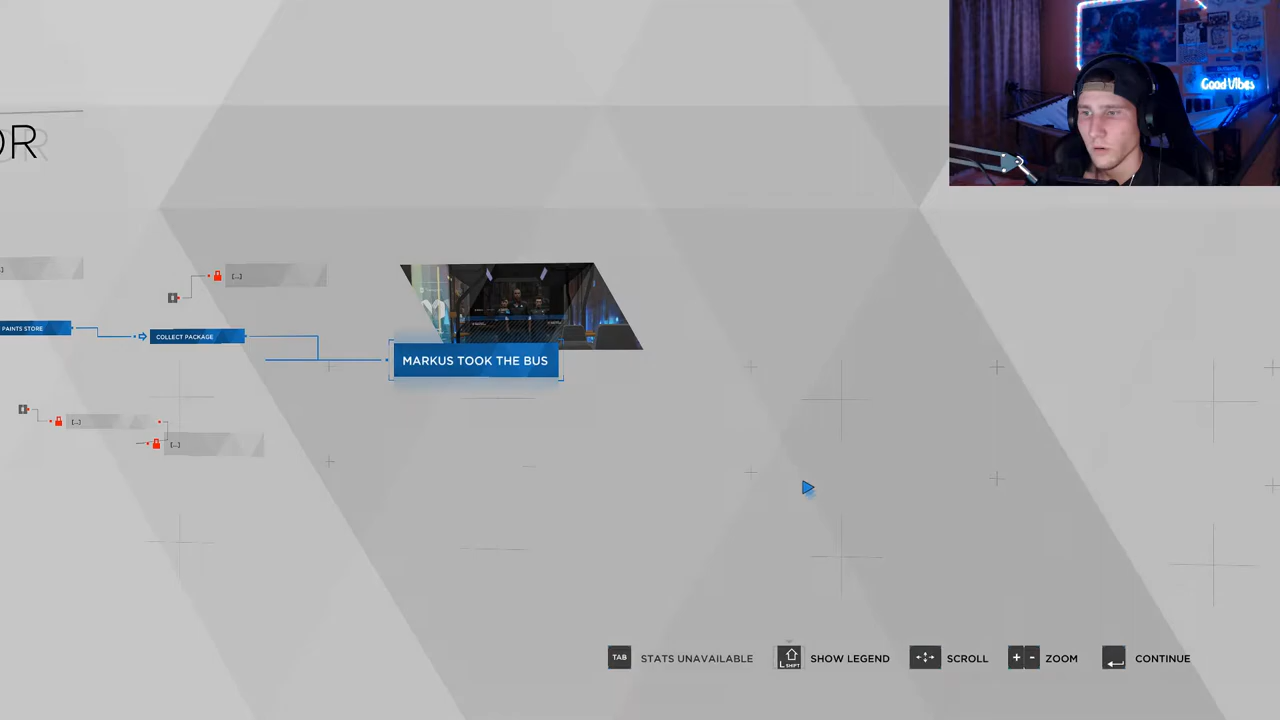 OR
Good Vibes
[...]
[...]
PAINTS STORE
COLLECT PACKAGE
MARKUS TOOK THE BUS
[...]
[...]
TAB STATS UNAVAILABLE L SHIFT SHOW LEGEND SCROLL + - ZOOM CONTINUE